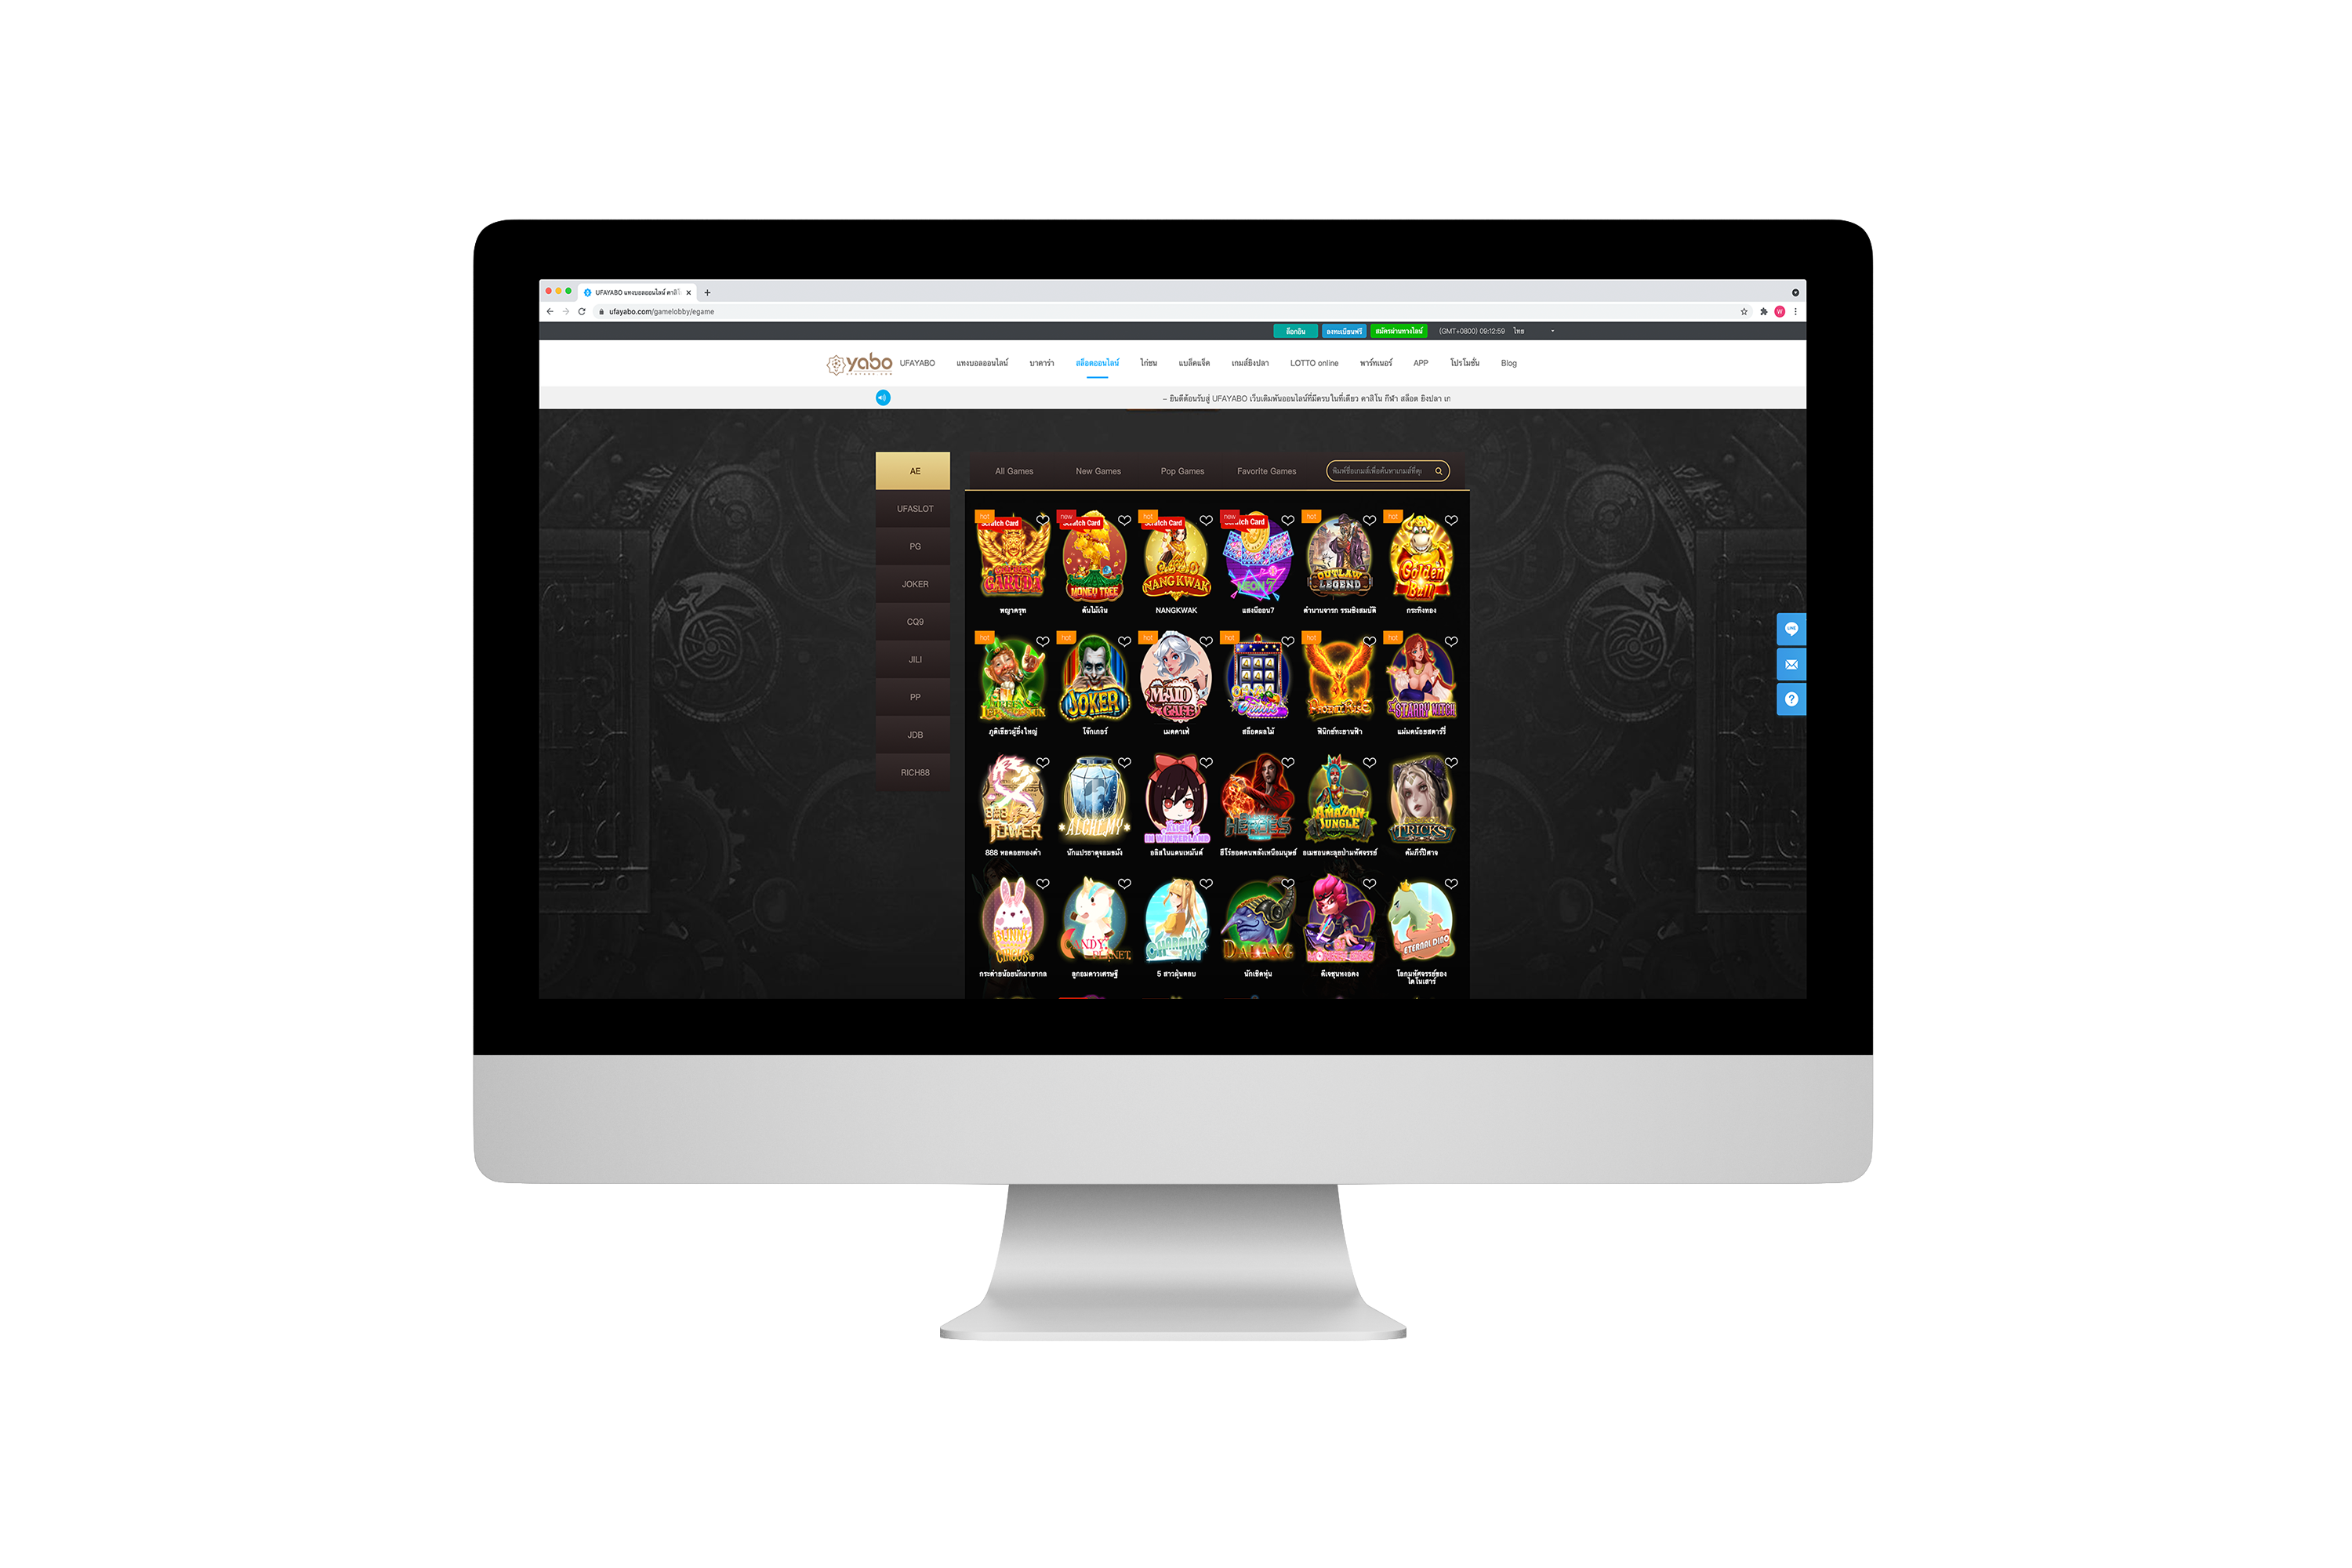 UFAYABO แทงบอลออนไลน์ คาสิโ
ufayabo.com/gamelobby/egame
ล็อกอิน ลงทะเบียนฟรี สมัครผ่านทางไลน์ (GMT+0800) 09:12:59 ไทย
yabo UFAYABO แทงบอลออนไลน์ บาคาร่า สล็อตออนไลน์ ไก่ชน แบล็คแจ็ค เกมส์ยิงปลา LOTTO online พาร์ทเนอร์ APP โปรโมชั่น Blog
– ยินดีต้อนรับสู่ UFAYABO เว็บเดิมพันออนไลน์ที่มีครบในที่เดียว คาสิโน กีฬา สล็อต ยิงปลา เก
AE
UFASLOT
PG
JOKER
CQ9
JILI
PP
JDB
RICH88
All Games New Games Pop Games Favorite Games พิมพ์ชื่อเกมส์เพื่อค้นหาเกมส์ที่คุ
hot new hot new hot hot
Scratch Card Scratch Card Scratch Card Scratch Card
GARUDA MONEY TREE NANG KWAK NEON 7 OUTLAW LEGEND Golden Bull
พญาครุฑ ต้นไม้เงิน NANGKWAK แสงนีออน7 ตำนานจารก รรมชิงสมบัติ กระทิงทอง
hot hot hot hot hot hot
JOKER MAID CAFE Fruits PHOENIX RISE STARRY WITCH
ภูติเขียวผู้ยิ่งใหญ่ โจ๊กเกอร์ เมดคาเฟ่ สล็อตผลไม้ ฟินิกซ์ทะยานฟ้า แม่มดน้อยสตาร์รี่
888 TOWER ALCHEMY ALICE IN WINTERLAND HEROES AMAZON JUNGLE TRICKS
888 หอคอยทองคำ นักแปรธาตุจอมขมัง อลิสในแดนเหมันต์ ฮีโร่ยอดคนพลังเหนือมนุษย์ อเมซอนตะลุยป่ามหัศจรรย์ คัมภีร์ปีศาจ
BUNNY CIRCUS CANDY PLANET CHARMING FIVE DALANG MONKEY KING ETERNAL DINO
กระต่ายน้อยนักมายากล ลูกอมดาวเศรษฐี 5 สาวฝุ่นตลบ นักเชิดหุ่น ดีเจซุนหงอคง โลกมหัศจรรย์ของ
ไดโนเสาร์